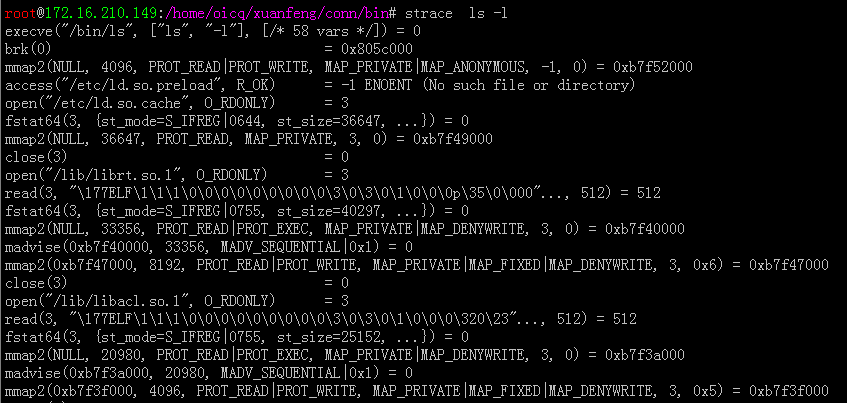 root@172.16.210.149:/home/oicq/xuanfeng/conn/bin# strace  ls -l
execve("/bin/ls", ["ls", "-l"], [/* 58 vars */]) = 0
brk(0)                                  = 0x805c000
mmap2(NULL, 4096, PROT_READ|PROT_WRITE, MAP_PRIVATE|MAP_ANONYMOUS, -1, 0) = 0xb7f52000
access("/etc/ld.so.preload", R_OK)      = -1 ENOENT (No such file or directory)
open("/etc/ld.so.cache", O_RDONLY)      = 3
fstat64(3, {st_mode=S_IFREG|0644, st_size=36647, ...}) = 0
mmap2(NULL, 36647, PROT_READ, MAP_PRIVATE, 3, 0) = 0xb7f49000
close(3)                                = 0
open("/lib/librt.so.1", O_RDONLY)       = 3
read(3, "\177ELF\1\1\1\0\0\0\0\0\0\0\0\0\3\0\3\0\1\0\0\0p\35\0\000"..., 512) = 512
fstat64(3, {st_mode=S_IFREG|0755, st_size=40297, ...}) = 0
mmap2(NULL, 33356, PROT_READ|PROT_EXEC, MAP_PRIVATE|MAP_DENYWRITE, 3, 0) = 0xb7f40000
madvise(0xb7f40000, 33356, MADV_SEQUENTIAL|0x1) = 0
mmap2(0xb7f47000, 8192, PROT_READ|PROT_WRITE, MAP_PRIVATE|MAP_FIXED|MAP_DENYWRITE, 3, 0x6) = 0xb7f47000
close(3)                                = 0
open("/lib/libacl.so.1", O_RDONLY)      = 3
read(3, "\177ELF\1\1\1\0\0\0\0\0\0\0\0\0\3\0\3\0\1\0\0\0\320\23"..., 512) = 512
fstat64(3, {st_mode=S_IFREG|0755, st_size=25152, ...}) = 0
mmap2(NULL, 20980, PROT_READ|PROT_EXEC, MAP_PRIVATE|MAP_DENYWRITE, 3, 0) = 0xb7f3a000
madvise(0xb7f3a000, 20980, MADV_SEQUENTIAL|0x1) = 0
mmap2(0xb7f3f000, 4096, PROT_READ|PROT_WRITE, MAP_PRIVATE|MAP_FIXED|MAP_DENYWRITE, 3, 0x5) = 0xb7f3f000